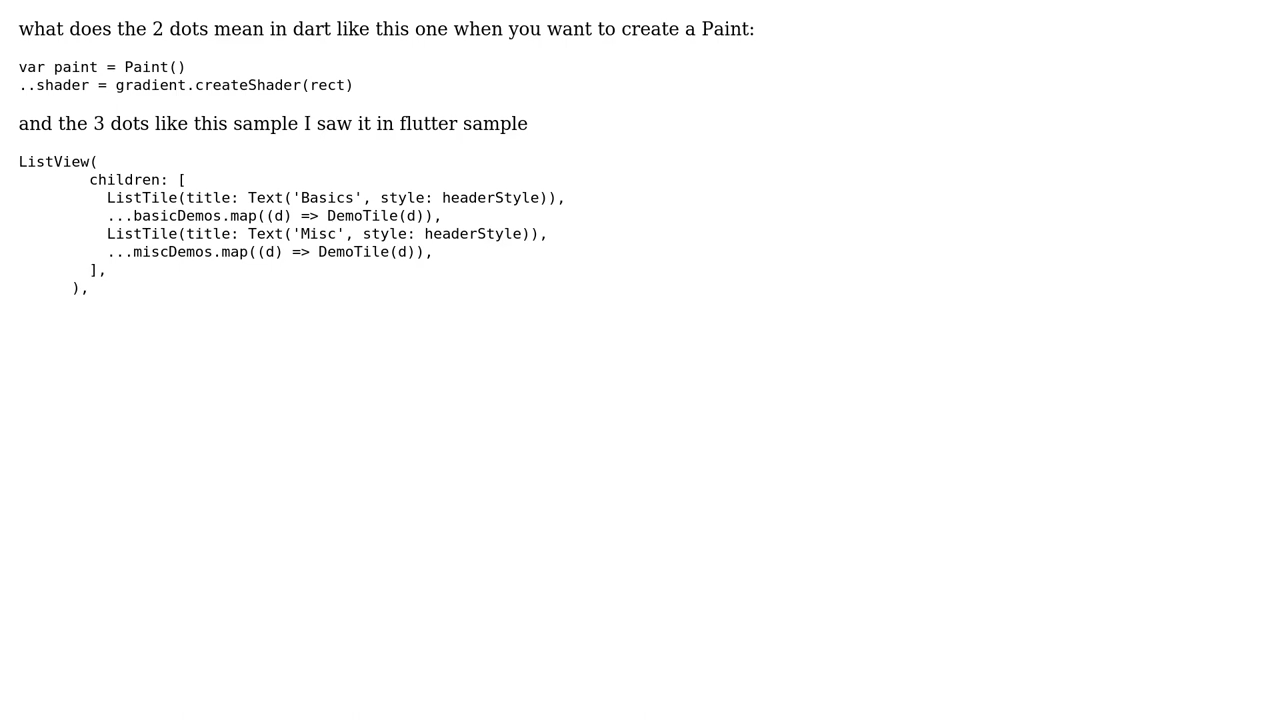 what does the 2 dots mean in dart like this one when you want to create a Paint:
var paint = Paint()
..shader = gradient.createShader(rect)
and the 3 dots like this sample I saw it in flutter sample
ListView(
        children: [
          ListTile(title: Text('Basics', style: headerStyle)),
          ...basicDemos.map((d) => DemoTile(d)),
          ListTile(title: Text('Misc', style: headerStyle)),
          ...miscDemos.map((d) => DemoTile(d)),
        ],
      ),